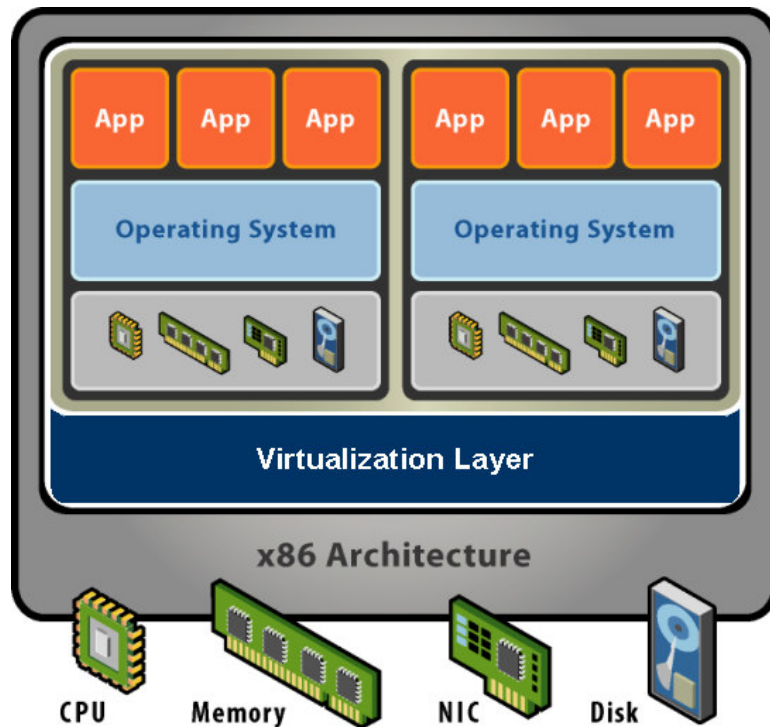 App App App App App App
Operating System Operating System
Virtualization Layer
x86 Architecture
CPU Memory NIC Disk